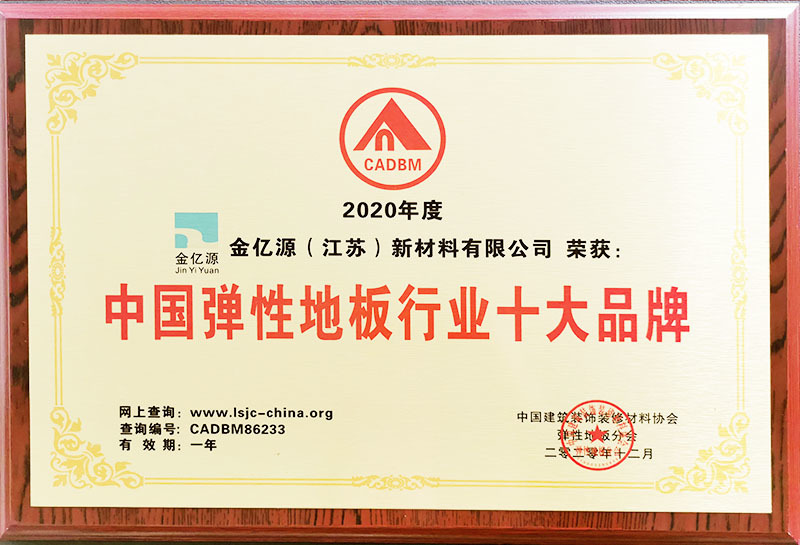 CADBM
2020年度
金亿源
Jin Yi Yuan
金亿源（江苏）新材料有限公司 荣获：
中国弹性地板行业十大品牌
网上查询：www.lsjc-china.org
查询编号：CADBM86233
有 效 期：一年
中国建筑装饰装修材料协会
弹性地板分会
二零二零年十二月